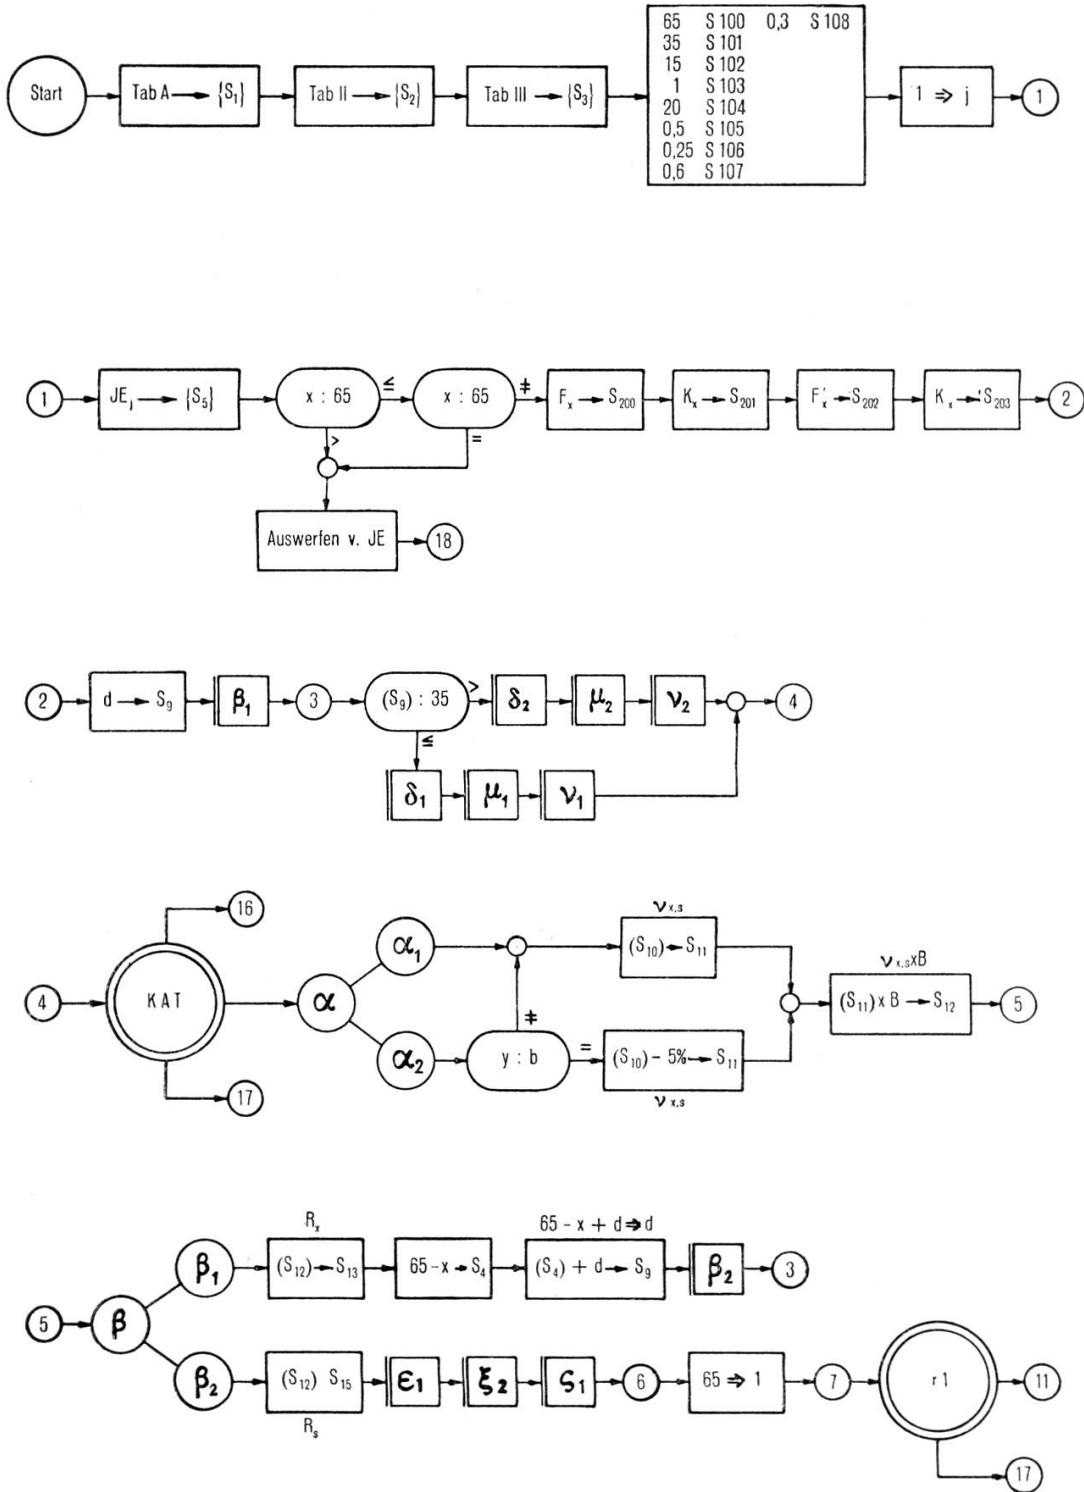 65 S 100 0,3 S 108
35 S 101
15 S 102
1 S 103
20 S 104
0,5 S 105
0,25 S 106
0,6 S 107
Start
Tab A → {S₁}
Tab II → {S₂}
Tab III → {S₃}
1 ⇒ j
1
1
JEⱼ → {S₅}
x : 65
≤
x : 65
≠
>
=
Fₓ → S₂₀₀
Kₓ → S₂₀₁
F'ₓ → S₂₀₂
Kₓ → S₂₀₃
2
Auswerfen v. JE
18
2
d → S₉
β₁
3
(S₉) : 35
>
≤
δ₂
μ₂
ν₂
4
δ₁
μ₁
ν₁
16
4
KAT
17
α
α₁
α₂
y : b
≠
=
ν x,s
(S₁₀) → S₁₁
(S₁₀) - 5% → S₁₁
ν x,s
ν x,s x B
(S₁₁) x B → S₁₂
5
5
β
β₁
Rₓ
(S₁₂) → S₁₃
65 - x → S₄
65 - x + d ⇒ d
(S₄) + d → S₉
β₂
3
β₂
(S₁₂) S₁₅
Rₛ
ε₁
ξ₂
ς₁
6
65 ⇒ 1
7
r 1
11
17